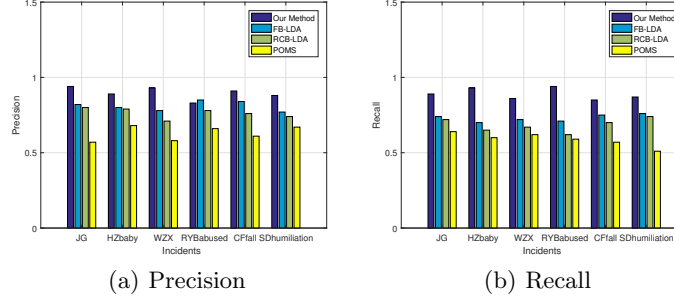 1.5
1
0.5
0
Precision
Our Method
FB-LDA
RCB-LDA
POMS
JG HZbaby WZX RYBabused CFfall SDhumiliation
Incidents
(a) Precision
1.5
1
0.5
0
Recall
Our Method
FB-LDA
RCB-LDA
POMS
JG HZbaby WZX RYBabused CFfall SDhumiliation
Incidents
(b) Recall